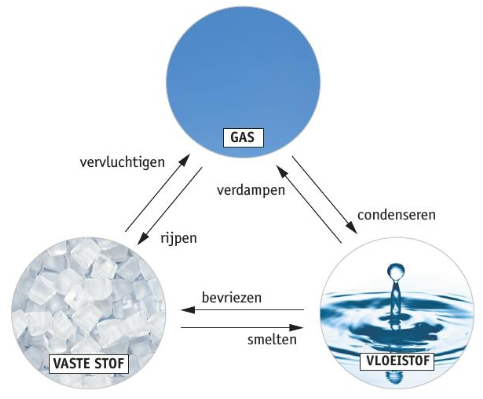 GAS
vervluchtigen
verdampen
condenseren
rijpen
bevriezen
smelten
VASTE STOF
VLOEISTOF